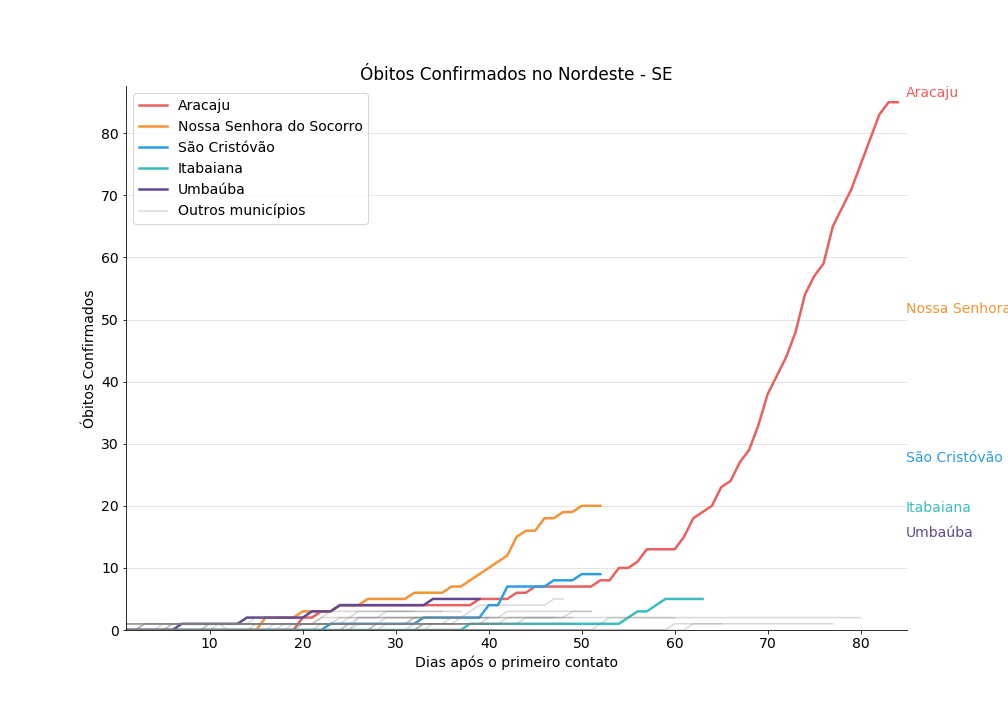 Óbitos Confirmados no Nordeste - SE
Aracaju
Nossa Senhora do Socorro
São Cristóvão
Itabaiana
Umbaúba
Outros municípios
Aracaju
Nossa Senhora
São Cristóvão
Itabaiana
Umbaúba
Óbitos Confirmados
80
70
60
50
40
30
20
10
0
10
20
30
40
50
60
70
80
Dias após o primeiro contato